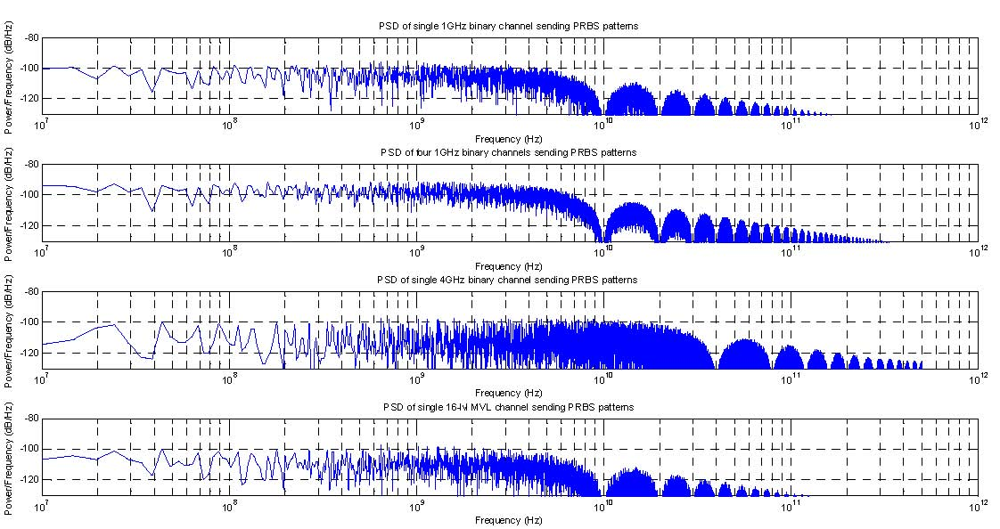 PSD of single 1GHz binary channel sending PRBS patterns
Power/Frequency (dB/Hz)
-80
-100
-120
10^7 10^8 10^9 10^10 10^11 10^12
Frequency (Hz)
PSD of four 1GHz binary channels sending PRBS patterns
Power/Frequency (dB/Hz)
-80
-100
-120
10^7 10^8 10^9 10^10 10^11 10^12
Frequency (Hz)
PSD of single 4GHz binary channel sending PRBS patterns
Power/Frequency (dB/Hz)
-80
-100
-120
10^7 10^8 10^9 10^10 10^11 10^12
Frequency (Hz)
PSD of single 16-lvl MVL channel sending PRBS patterns
Power/Frequency (dB/Hz)
-80
-100
-120
10^7 10^8 10^9 10^10 10^11 10^12
Frequency (Hz)